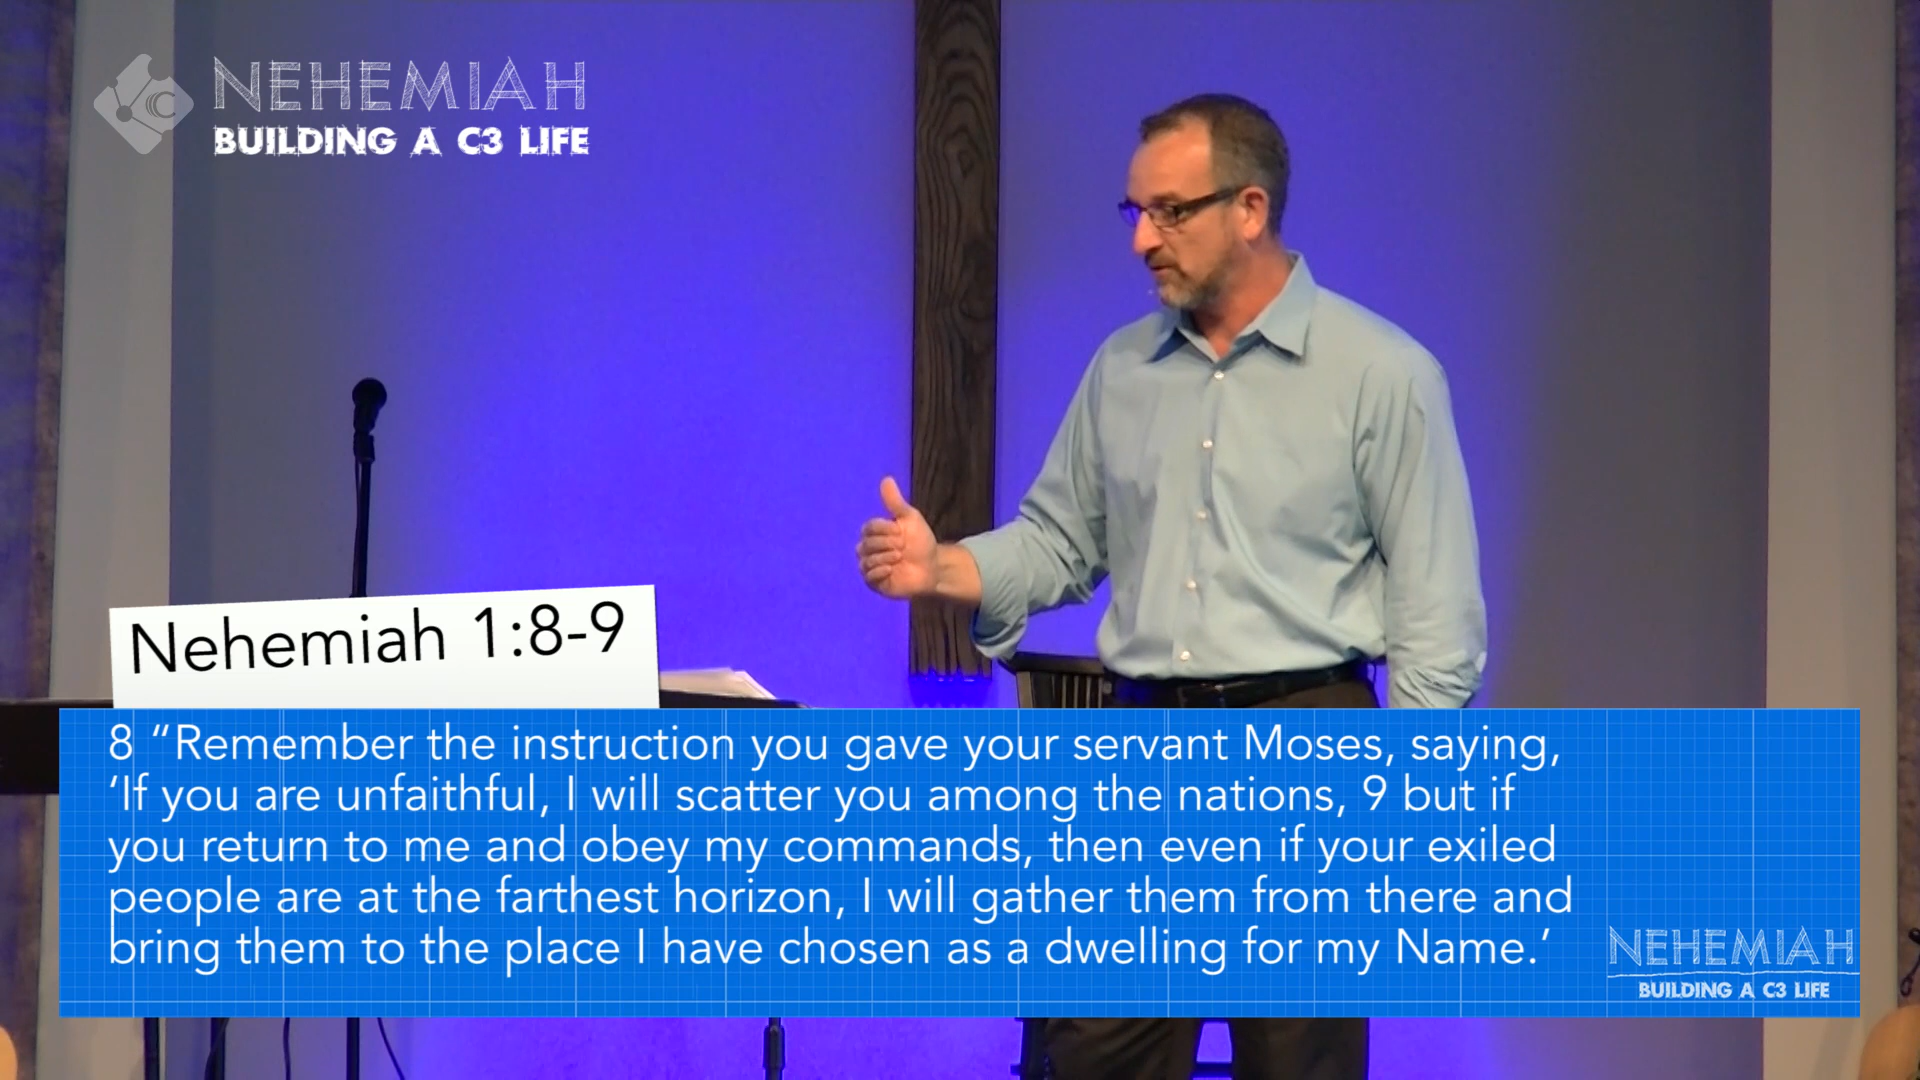 NEHEMIAH
BUILDING A C3 LIFE
Nehemiah 1:8-9
8 “Remember the instruction you gave your servant Moses, saying,
‘If you are unfaithful, I will scatter you among the nations, 9 but if
you return to me and obey my commands, then even if your exiled
people are at the farthest horizon, I will gather them from there and
bring them to the place I have chosen as a dwelling for my Name.’
NEHEMIAH
BUILDING A C3 LIFE